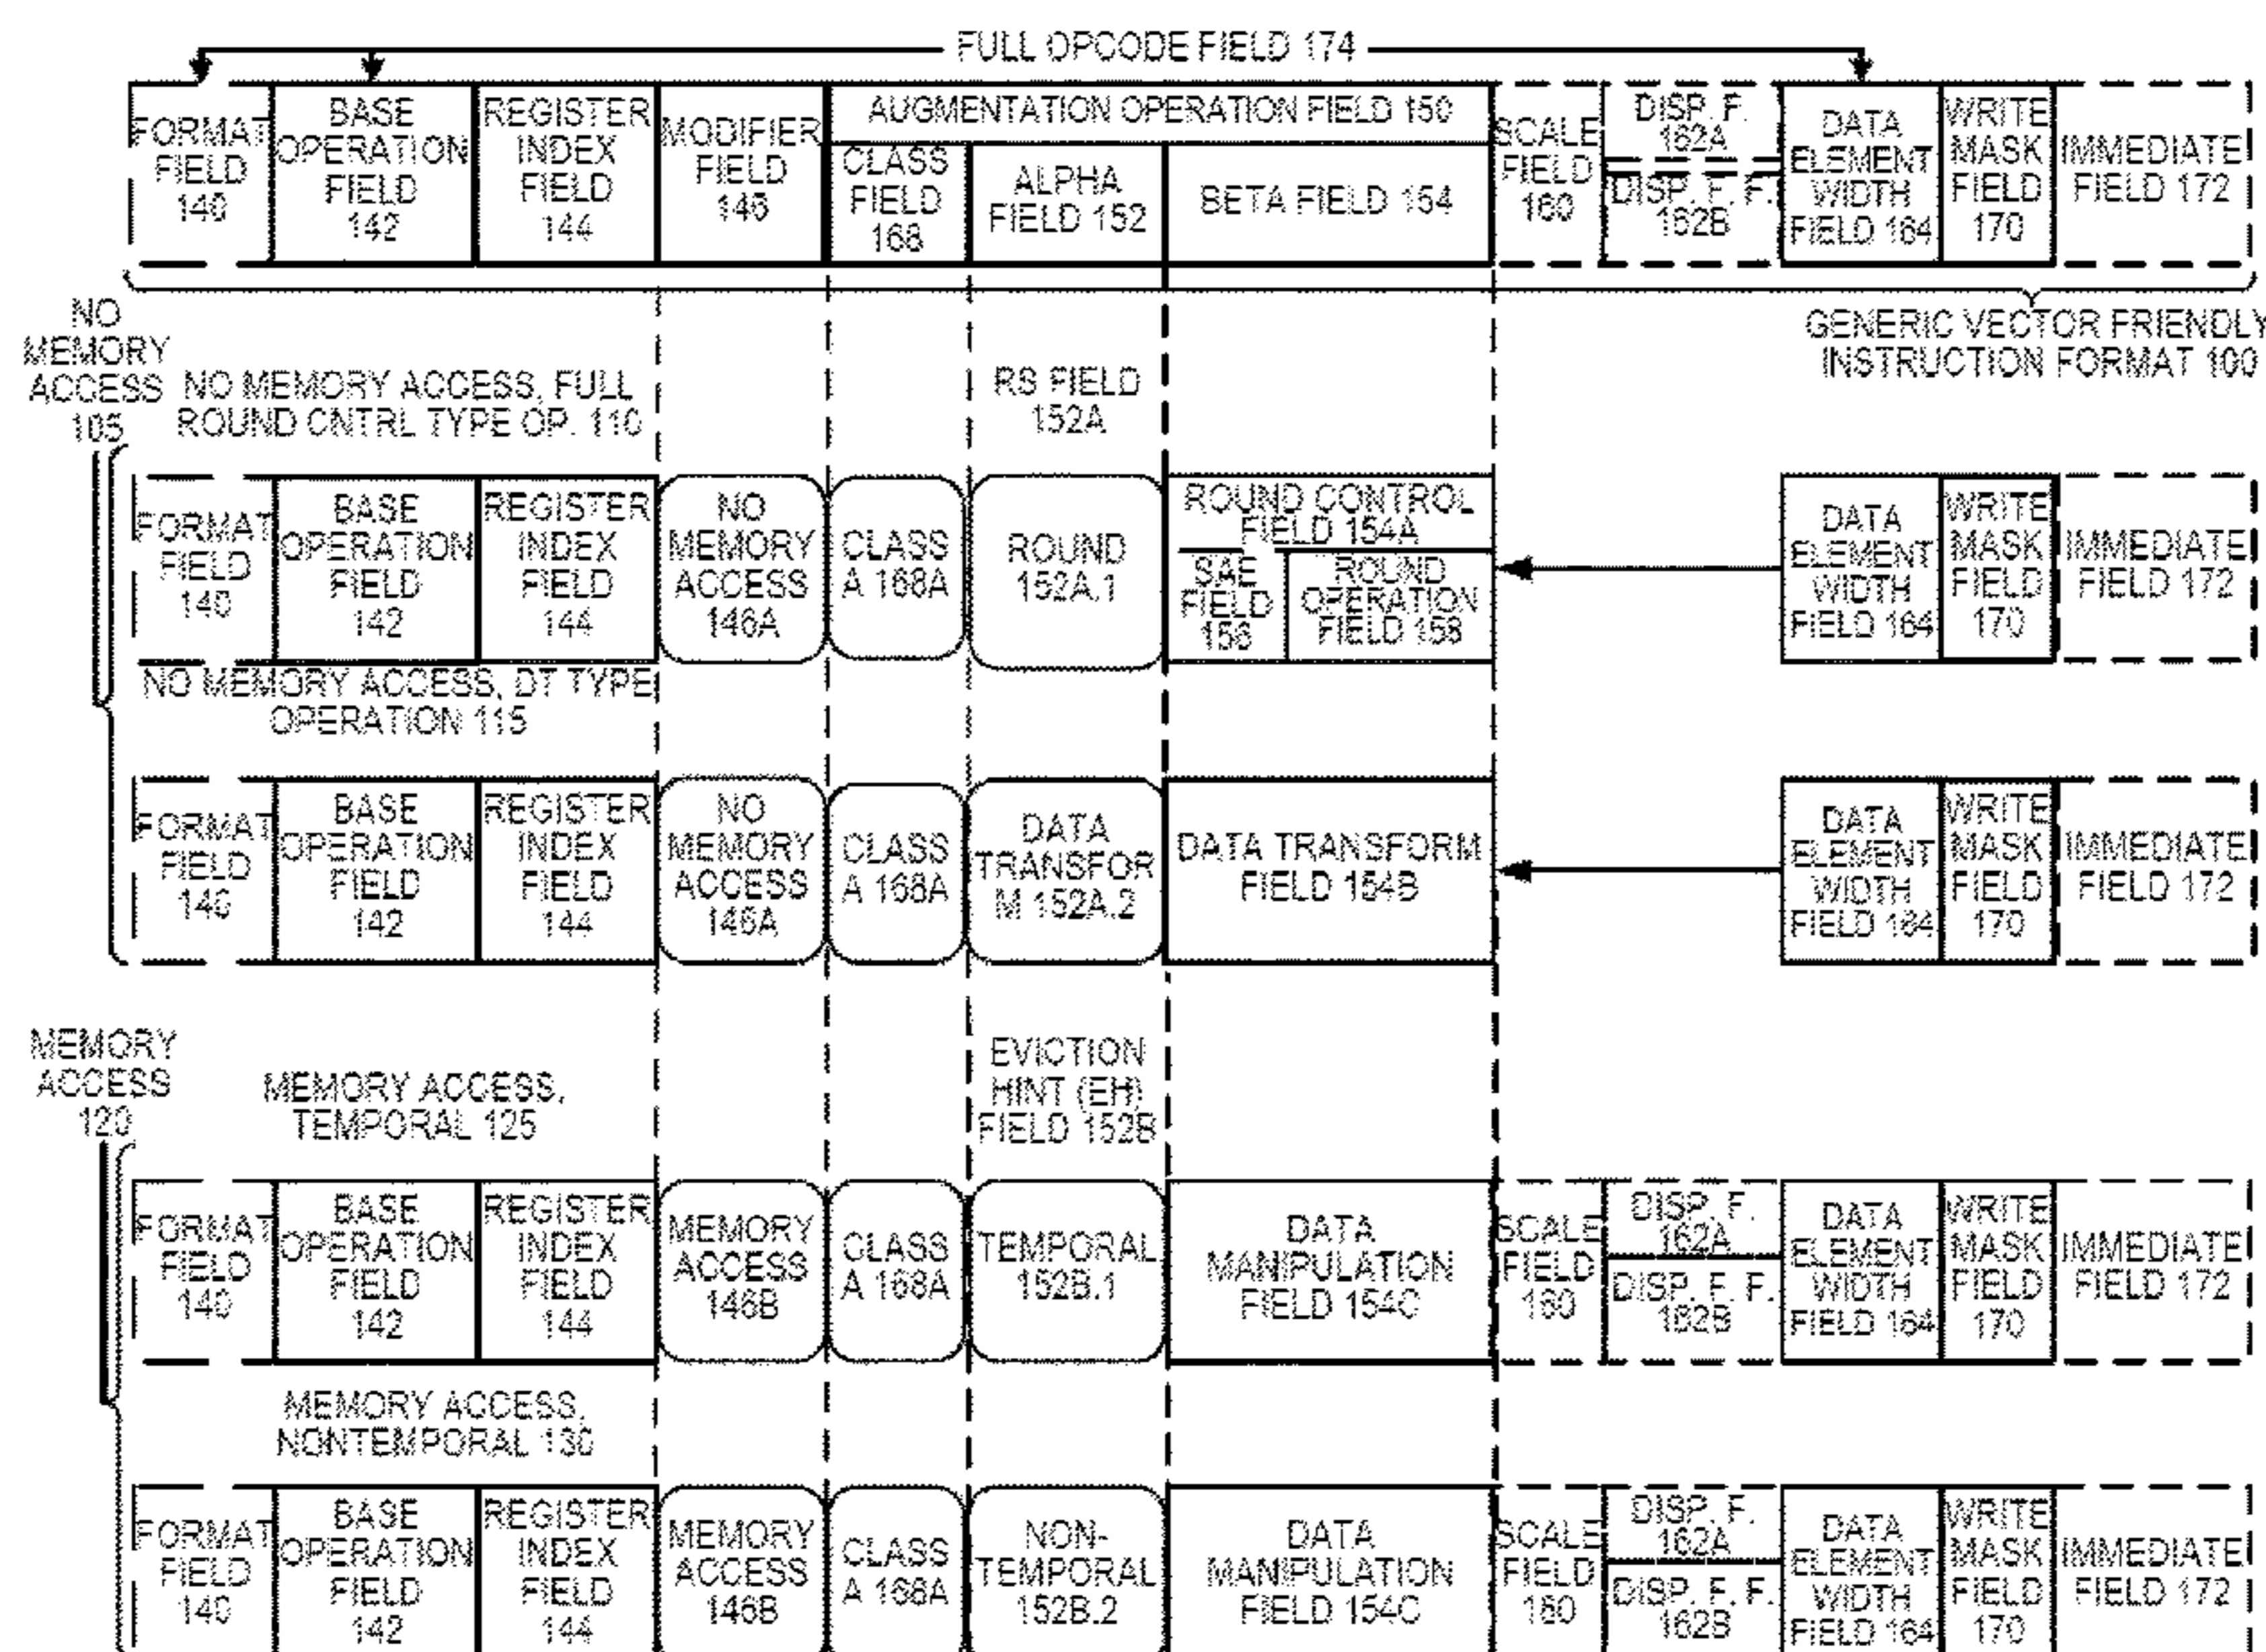 FULL OPCODE FIELD 174
FORMAT
FIELD
140
BASE
OPERATION
FIELD
142
REGISTER
INDEX
FIELD
144
MODIFIER
FIELD
146
AUGMENTATION OPERATION FIELD 150
CLASS
FIELD
168
ALPHA
FIELD 152
BETA FIELD 154
SCALE
FIELD
160
DISP. F.
162A
DISP. F. F.
162B
DATA
ELEMENT
WIDTH
FIELD 164
WRITE
MASK
FIELD
170
IMMEDIATE
FIELD 172
GENERIC VECTOR FRIENDLY
INSTRUCTION FORMAT 100
NO
MEMORY
ACCESS
105
NO MEMORY ACCESS, FULL
ROUND CNTRL TYPE OP. 110
RS FIELD
152A
FORMAT
FIELD
140
BASE
OPERATION
FIELD
142
REGISTER
INDEX
FIELD
144
NO
MEMORY
ACCESS
146A
CLASS
A 168A
ROUND
152A.1
ROUND CONTROL
FIELD 154A
SAE
FIELD
156
ROUND
OPERATION
FIELD 158
DATA
ELEMENT
WIDTH
FIELD 164
WRITE
MASK
FIELD
170
IMMEDIATE
FIELD 172
NO MEMORY ACCESS, DT TYPE
OPERATION 115
FORMAT
FIELD
140
BASE
OPERATION
FIELD
142
REGISTER
INDEX
FIELD
144
NO
MEMORY
ACCESS
146A
CLASS
A 168A
DATA
TRANSFOR
M 152A.2
DATA TRANSFORM
FIELD 154B
DATA
ELEMENT
WIDTH
FIELD 164
WRITE
MASK
FIELD
170
IMMEDIATE
FIELD 172
MEMORY
ACCESS
120
MEMORY ACCESS,
TEMPORAL 125
EVICTION
HINT (EH)
FIELD 152B
FORMAT
FIELD
140
BASE
OPERATION
FIELD
142
REGISTER
INDEX
FIELD
144
MEMORY
ACCESS
146B
CLASS
A 168A
TEMPORAL
152B.1
DATA
MANIPULATION
FIELD 154C
SCALE
FIELD
160
DISP. F.
162A
DISP. F. F.
162B
DATA
ELEMENT
WIDTH
FIELD 164
WRITE
MASK
FIELD
170
IMMEDIATE
FIELD 172
MEMORY ACCESS,
NONTEMPORAL 130
FORMAT
FIELD
140
BASE
OPERATION
FIELD
142
REGISTER
INDEX
FIELD
144
MEMORY
ACCESS
146B
CLASS
A 168A
NON-
TEMPORAL
152B.2
DATA
MANIPULATION
FIELD 154C
SCALE
FIELD
160
DISP. F.
162A
DISP. F. F.
162B
DATA
ELEMENT
WIDTH
FIELD 164
WRITE
MASK
FIELD
170
IMMEDIATE
FIELD 172